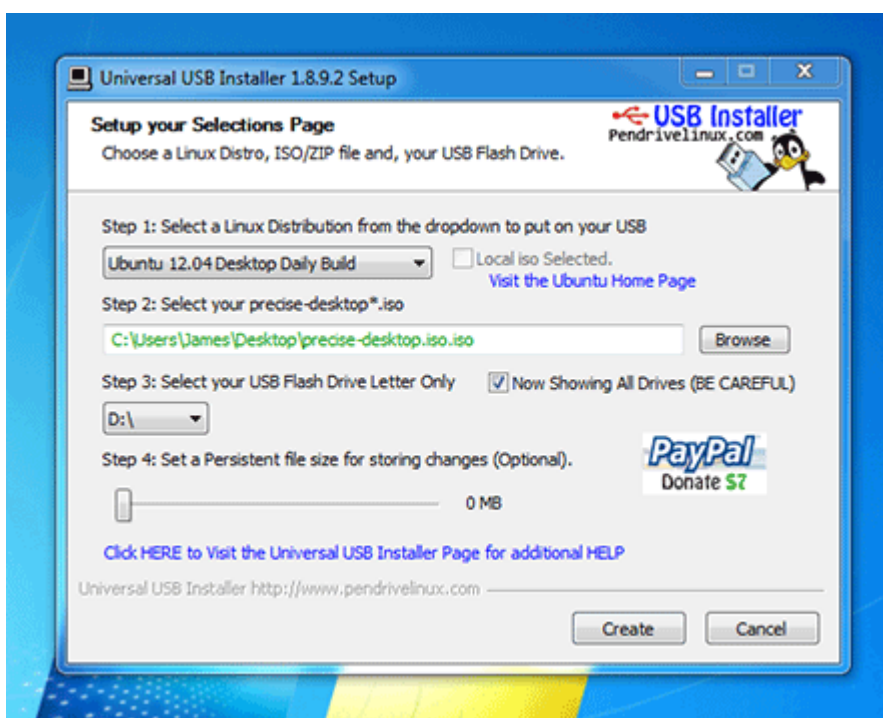 Universal USB Installer 1.8.9.2 Setup
Setup your Selections Page
Choose a Linux Distro, ISO/ZIP file and, your USB Flash Drive.
USB Installer
Pendrivelinux.com
Step 1: Select a Linux Distribution from the dropdown to put on your USB
Ubuntu 12.04 Desktop Daily Build
Local iso Selected.
Visit the Ubuntu Home Page
Step 2: Select your precise-desktop*.iso
C:\Users\James\Desktop\precise-desktop.iso.iso
Browse
Step 3: Select your USB Flash Drive Letter Only
Now Showing All Drives (BE CAREFUL)
D:\
Step 4: Set a Persistent file size for storing changes (Optional).
PayPal
Donate $7
0 MB
Click HERE to Visit the Universal USB Installer Page for additional HELP
Universal USB Installer http://www.pendrivelinux.com
Create
Cancel